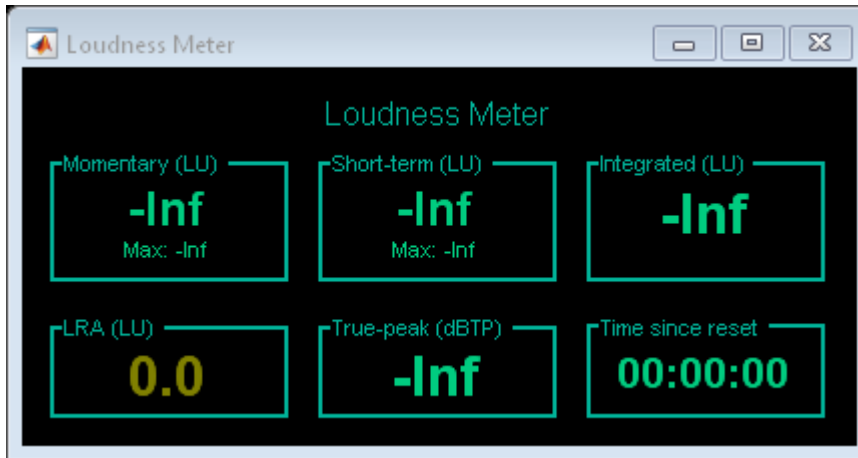 Loudness Meter
Loudness Meter
Momentary (LU)
-Inf
Max: -Inf
Short-term (LU)
-Inf
Max: -Inf
Integrated (LU)
-Inf
LRA (LU)
0.0
True-peak (dBTP)
-Inf
Time since reset
00:00:00